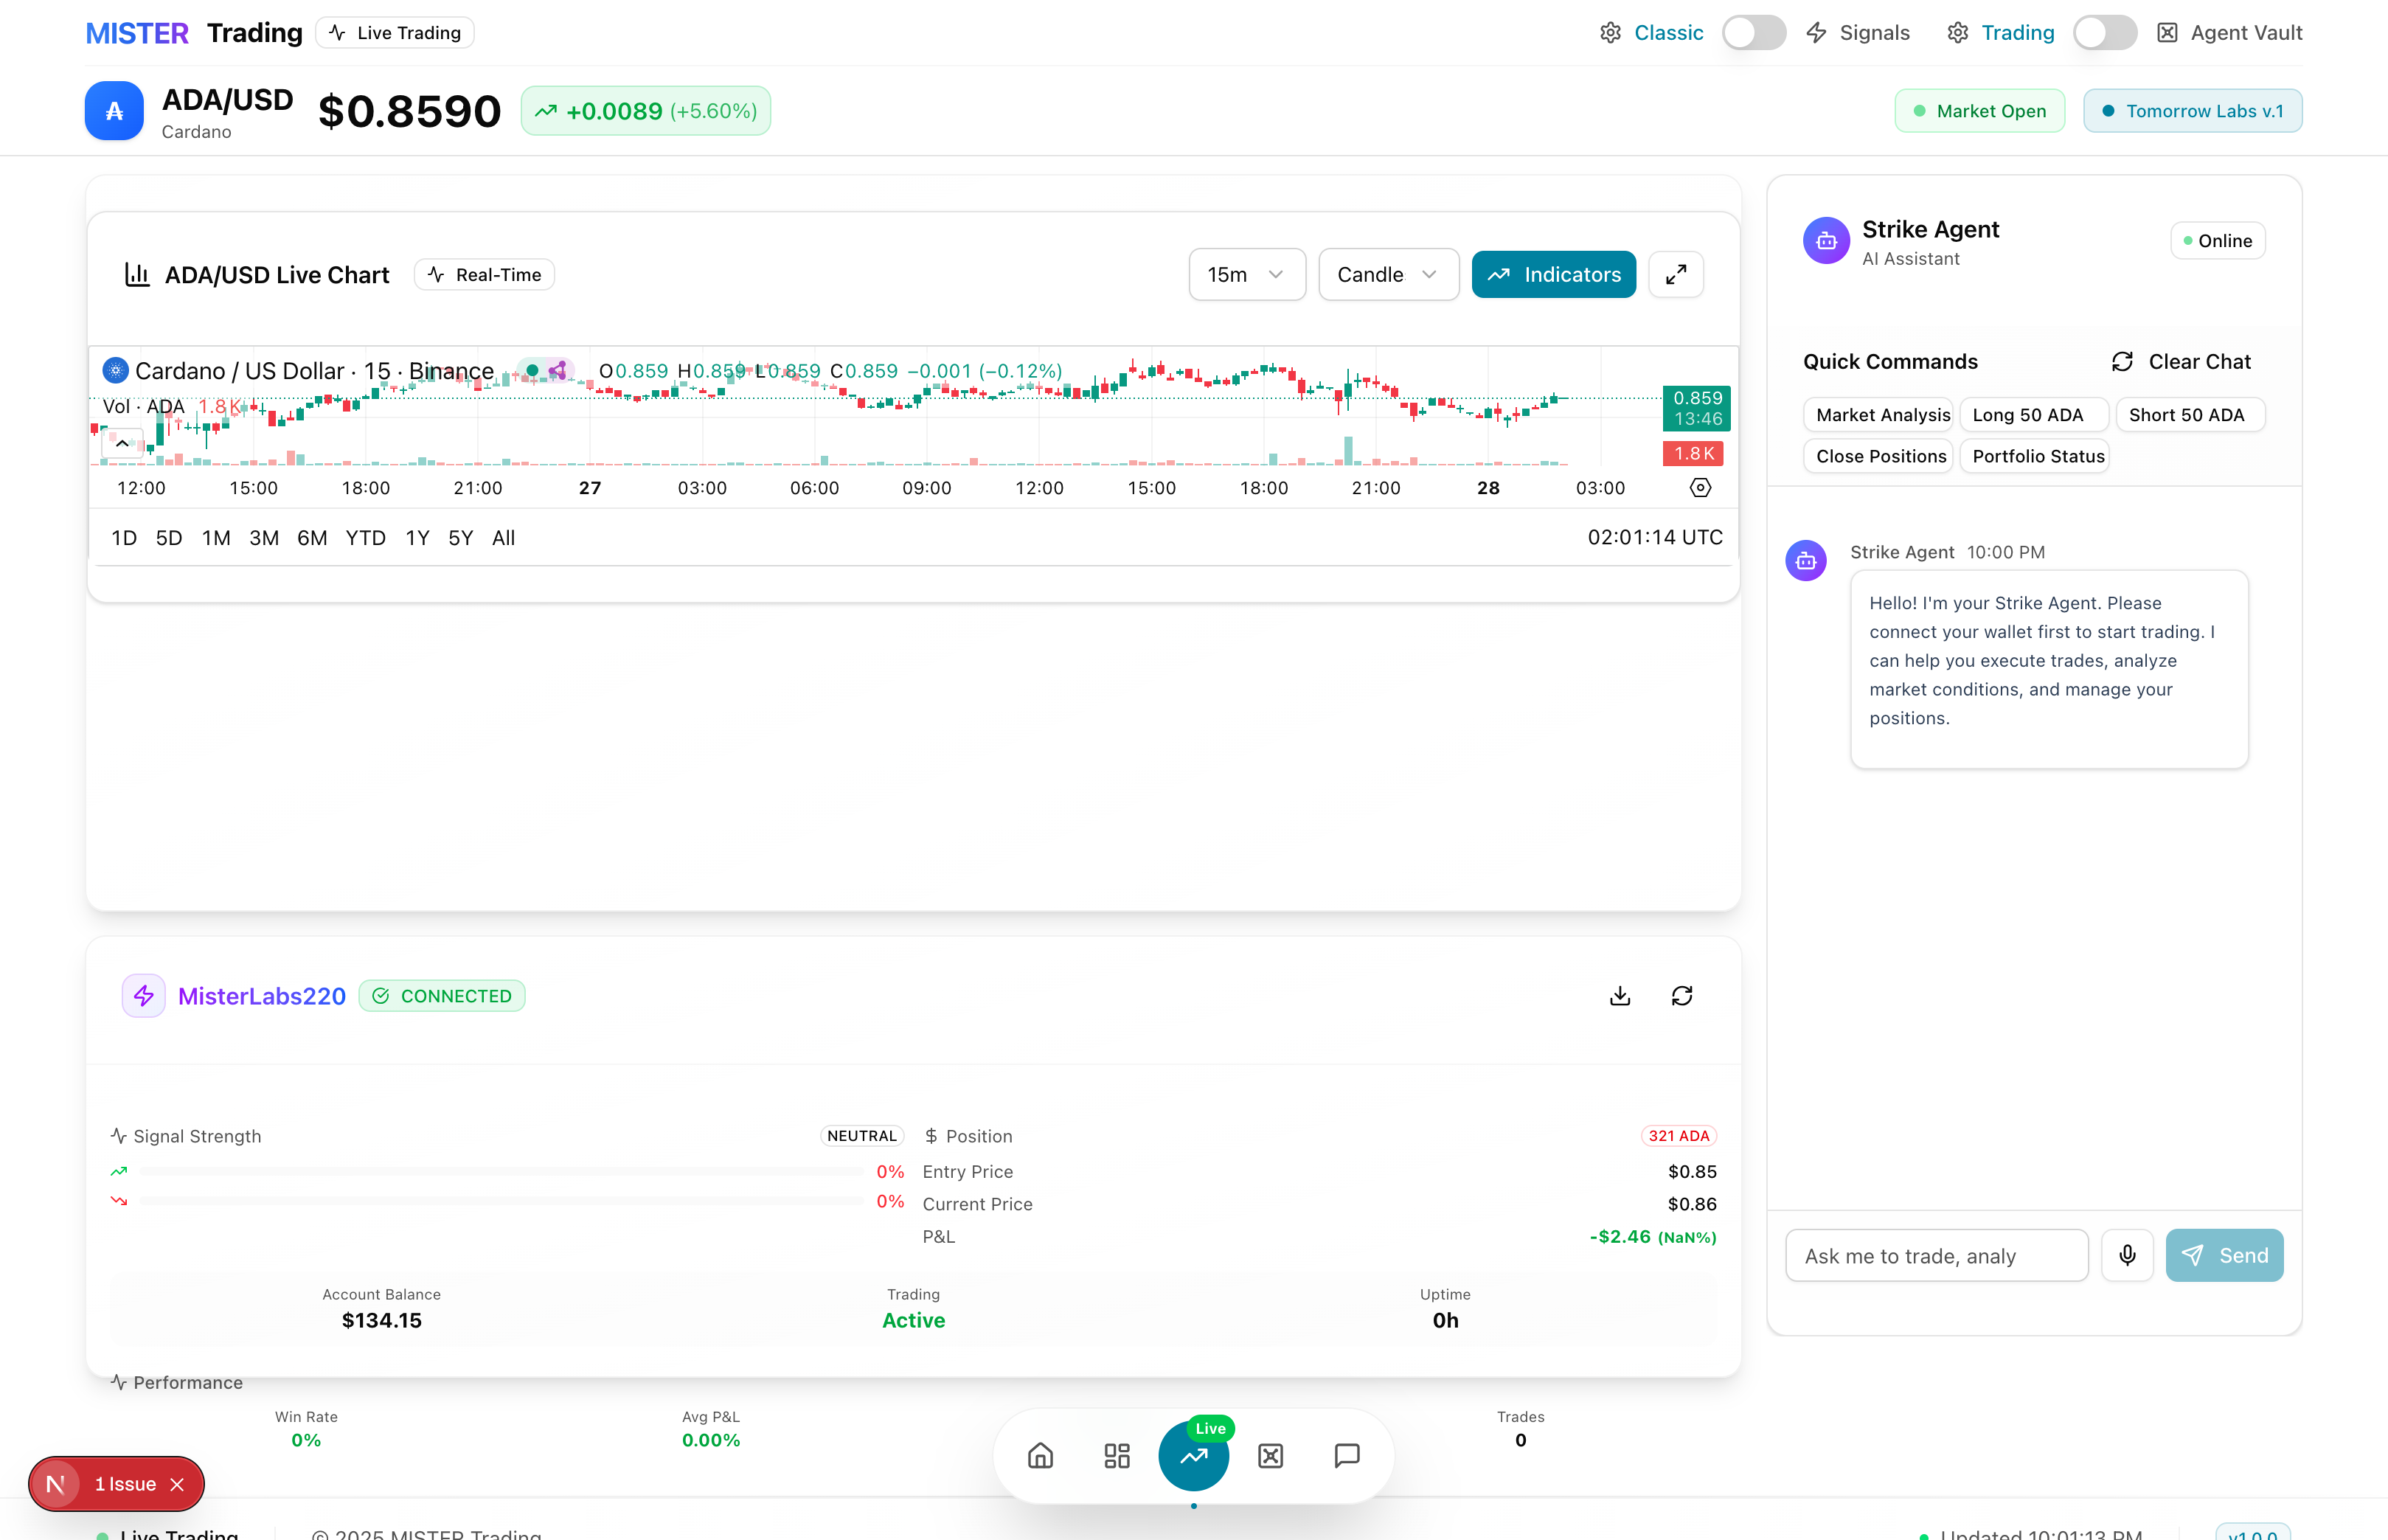 MISTER Trading Live Trading Classic Signals Trading Agent Vault
ADA/USD
Cardano
$0.8590 +0.0089 (+5.60%) Market Open Tomorrow Labs v.1
ADA/USD Live Chart Real-Time 15m Candle Indicators
Cardano / US Dollar · 15 · Binance O0.859 H0.859 L0.859 C0.859 −0.001 (−0.12%)
Vol · ADA 1.8K
0.859
13:46
1.8K
12:00 15:00 18:00 21:00 27 03:00 06:00 09:00 12:00 15:00 18:00 21:00 28 03:00
1D 5D 1M 3M 6M YTD 1Y 5Y All 02:01:14 UTC
MisterLabs220 CONNECTED
Signal Strength NEUTRAL
0%
0%
$ Position 321 ADA
Entry Price $0.85
Current Price $0.86
P&L -$2.46 (NaN%)
Account Balance Trading Uptime
$134.15 Active 0h
Performance
Win Rate Avg P&L Trades
0% 0.00% 0
Strike Agent
AI Assistant
Online
Quick Commands Clear Chat
Market Analysis Long 50 ADA Short 50 ADA
Close Positions Portfolio Status
Strike Agent 10:00 PM
Hello! I'm your Strike Agent. Please
connect your wallet first to start trading. I
can help you execute trades, analyze
market conditions, and manage your
positions.
Ask me to trade, analy Send
Live
N 1 Issue
Live Trading © 2025 MISTER Trading Updated 10:01:13 PM v1.0.0